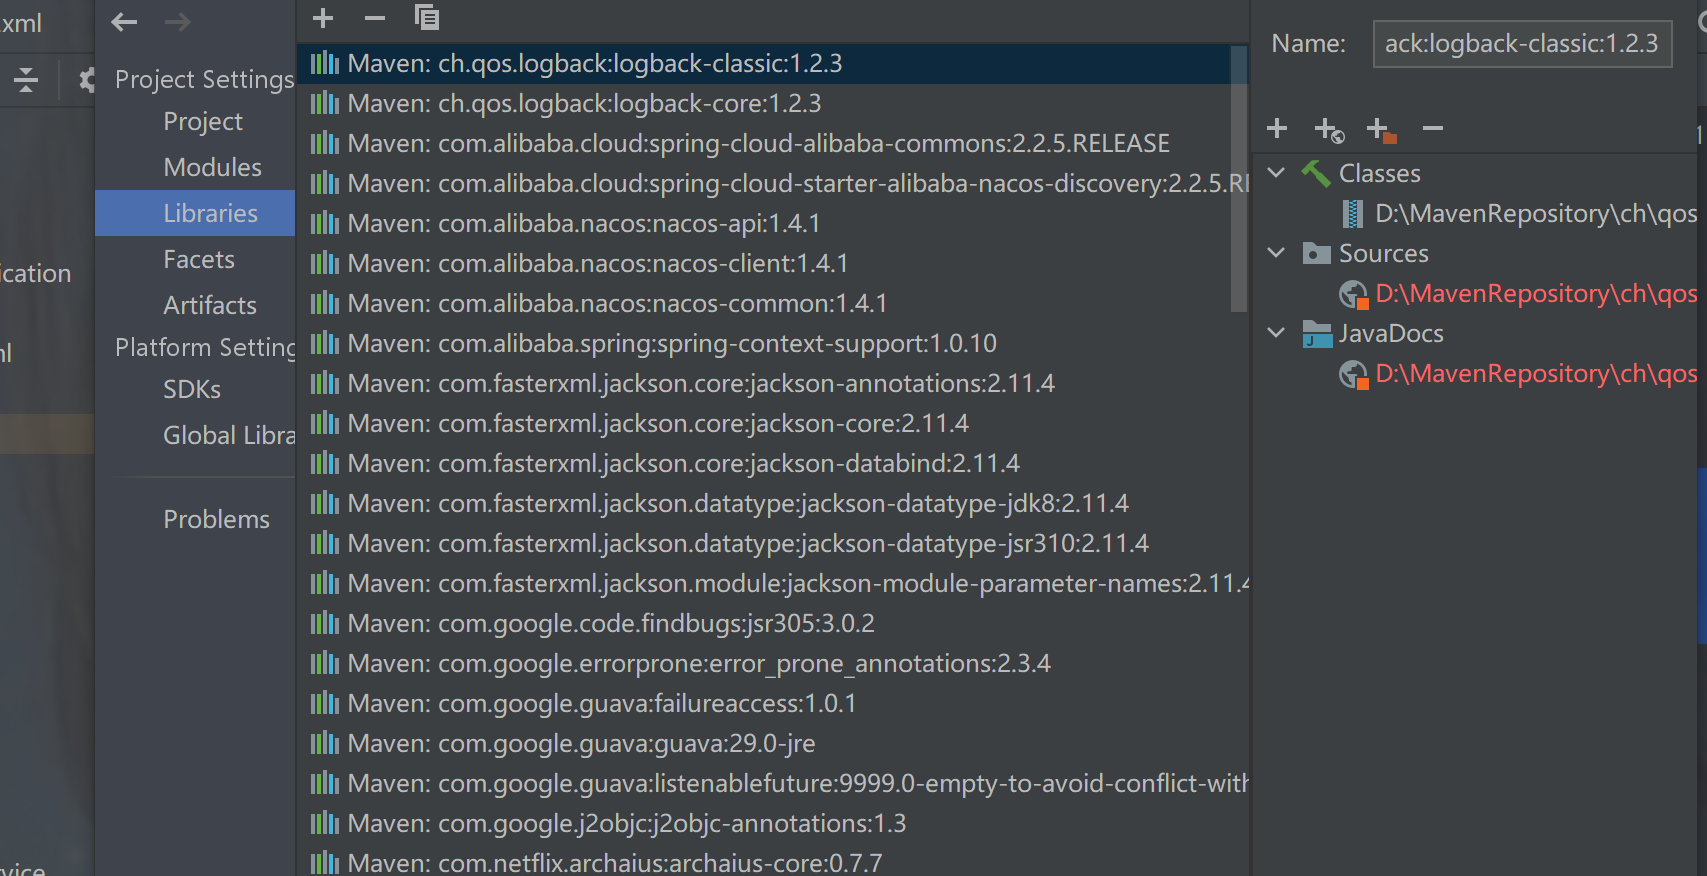 .xml
ication
Project Settings
Project
Modules
Libraries
Facets
Artifacts
Platform Setting
SDKs
Global Libra
Problems
Maven: ch.qos.logback:logback-classic:1.2.3
Maven: ch.qos.logback:logback-core:1.2.3
Maven: com.alibaba.cloud:spring-cloud-alibaba-commons:2.2.5.RELEASE
Maven: com.alibaba.cloud:spring-cloud-starter-alibaba-nacos-discovery:2.2.5.RE
Maven: com.alibaba.nacos:nacos-api:1.4.1
Maven: com.alibaba.nacos:nacos-client:1.4.1
Maven: com.alibaba.nacos:nacos-common:1.4.1
Maven: com.alibaba.spring:spring-context-support:1.0.10
Maven: com.fasterxml.jackson.core:jackson-annotations:2.11.4
Maven: com.fasterxml.jackson.core:jackson-core:2.11.4
Maven: com.fasterxml.jackson.core:jackson-databind:2.11.4
Maven: com.fasterxml.jackson.datatype:jackson-datatype-jdk8:2.11.4
Maven: com.fasterxml.jackson.datatype:jackson-datatype-jsr310:2.11.4
Maven: com.fasterxml.jackson.module:jackson-module-parameter-names:2.11.4
Maven: com.google.code.findbugs:jsr305:3.0.2
Maven: com.google.errorprone:error_prone_annotations:2.3.4
Maven: com.google.guava:failureaccess:1.0.1
Maven: com.google.guava:guava:29.0-jre
Maven: com.google.guava:listenablefuture:9999.0-empty-to-avoid-conflict-with
Maven: com.google.j2objc:j2objc-annotations:1.3
Maven: com.netflix.archaius:archaius-core:0.7.7
Name: ack:logback-classic:1.2.3
Classes
D:\MavenRepository\ch\qos
Sources
D:\MavenRepository\ch\qos
JavaDocs
D:\MavenRepository\ch\qos